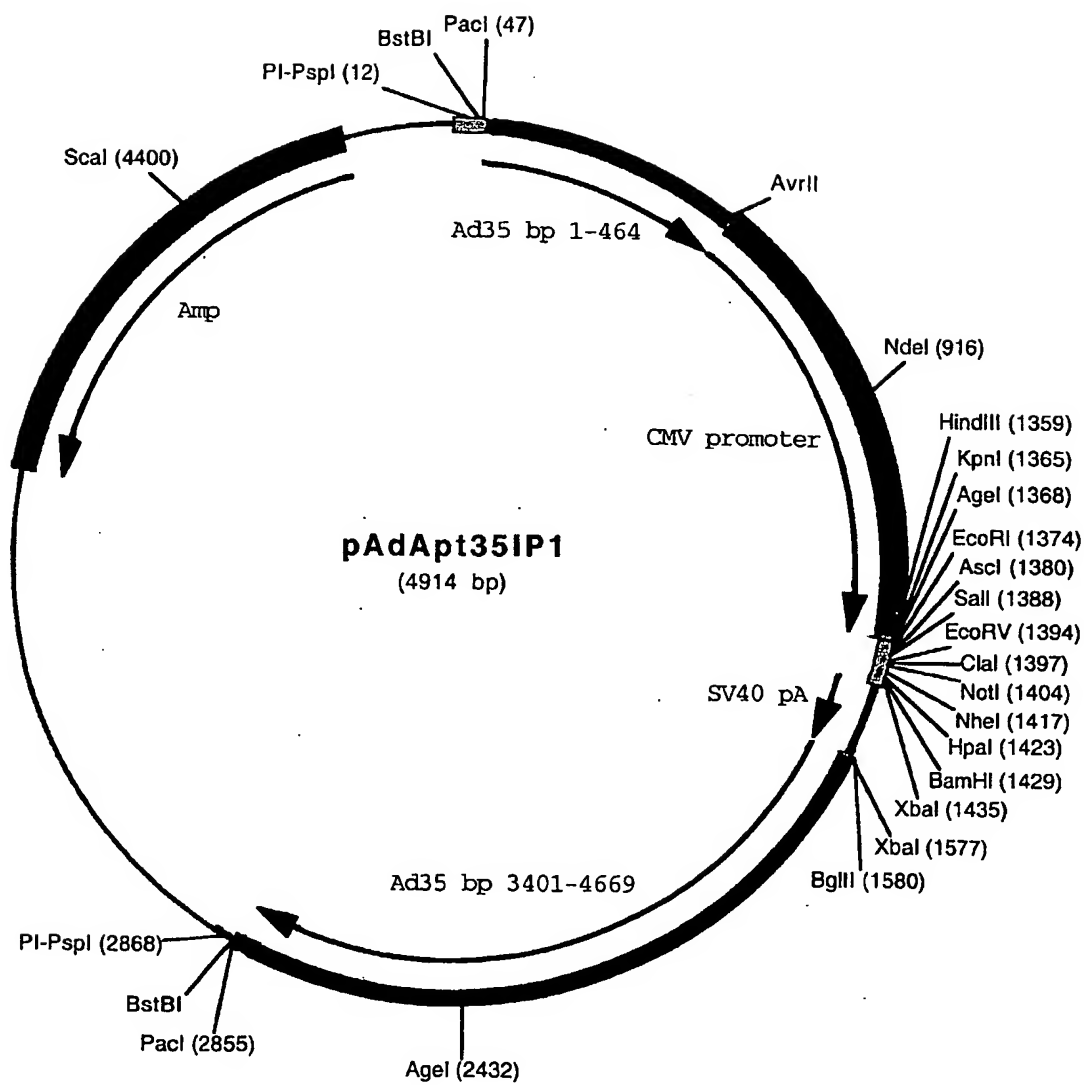 PacI (47)
BstBI
PI-PspI (12)
ScaI (4400)
AvrII
Ad35 bp 1-464
Amp
NdeI (916)
HindIII (1359)
CMV promoter
KpnI (1365)
AgeI (1368)
EcoRI (1374)
pAdApt35IP1
(4914 bp)
AscI (1380)
SalI (1388)
EcoRV (1394)
ClaI (1397)
SV40 pA
NotI (1404)
NheI (1417)
HpaI (1423)
BamHI (1429)
XbaI (1435)
XbaI (1577)
Ad35 bp 3401-4669
BglII (1580)
PI-PspI (2868)
BstBI
PacI (2855)
AgeI (2432)